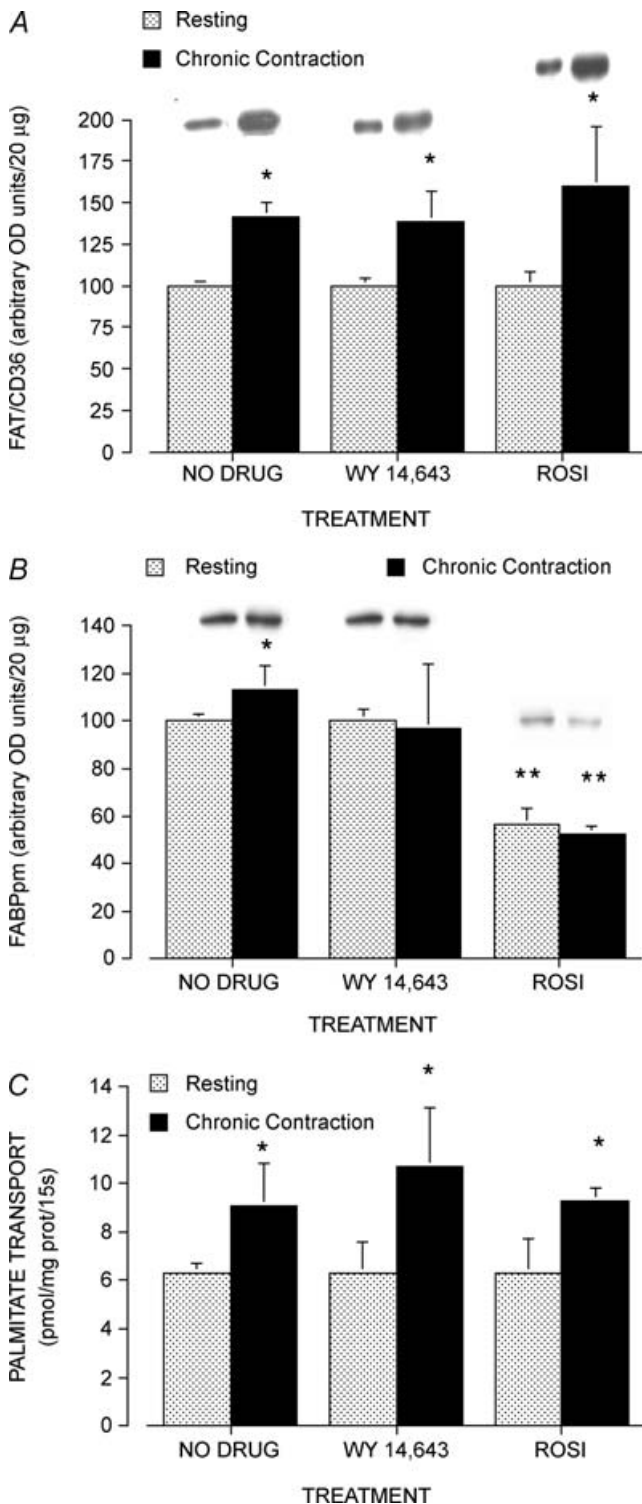 A
Resting
Chronic Contraction
FAT/CD36 (arbitrary OD units/20 µg)
200
175
150
125
100
75
50
25
0
*
*
*
NO DRUG WY 14,643 ROSI
TREATMENT
B
Resting Chronic Contraction
FABPpm (arbitrary OD units/20 µg)
140
120
100
80
60
40
20
0
*
** **
NO DRUG WY 14,643 ROSI
TREATMENT
C
Resting
Chronic Contraction
PALMITATE TRANSPORT
(pmol/mg prot/15s)
14
12
10
8
6
4
2
0
*
*
*
NO DRUG WY 14,643 ROSI
TREATMENT